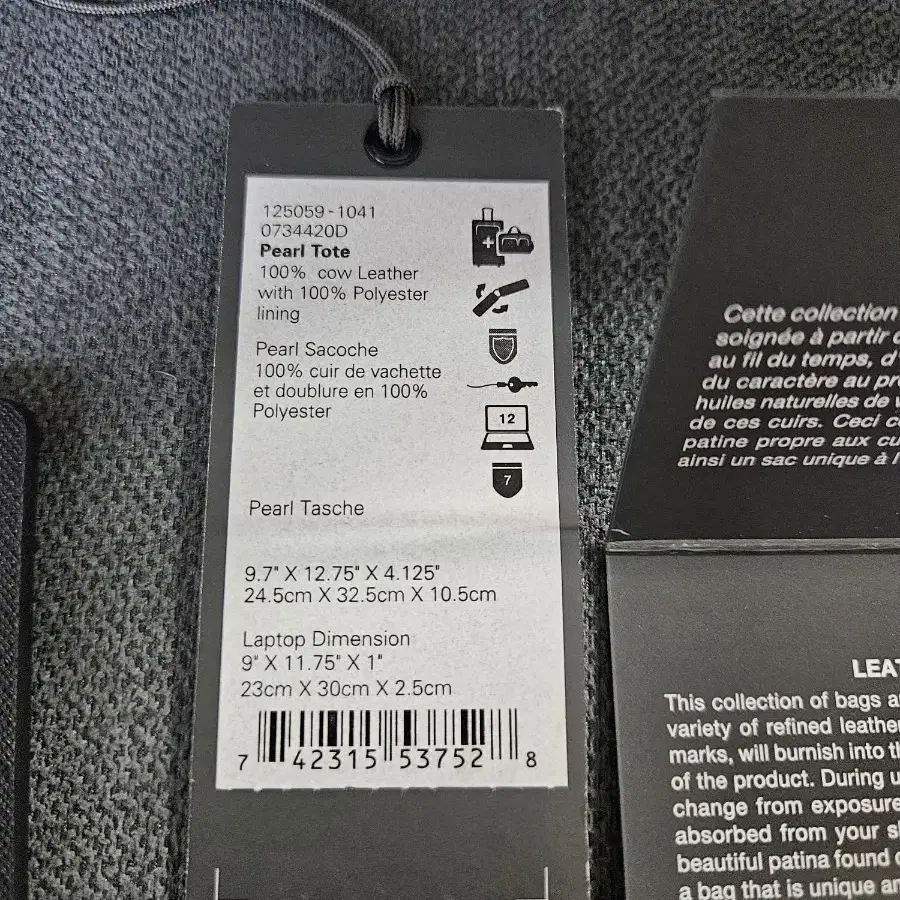 125059-1041
0734420D
Pearl Tote
100% cow Leather
with 100% Polyester
lining
Pearl Sacoche
100% cuir de vachette
et doublure en 100%
Polyester
12
7
Pearl Tasche
9.7" X 12.75" X 4.125"
24.5cm X 32.5cm X 10.5cm
Laptop Dimension
9" X 11.75" X 1"
23cm X 30cm X 2.5cm
7 42315 53752 8
Cette collection
soignée à partir
au fil du temps, d'
du caractère au
huiles naturelles de
de ces cuirs. Ceci
patine propre aux
ainsi un sac unique à
This collection of bags
variety of refined
marks, will burnish into
of the product. During
change from exposure
absorbed from your
beautiful patina found
a bag that is unique